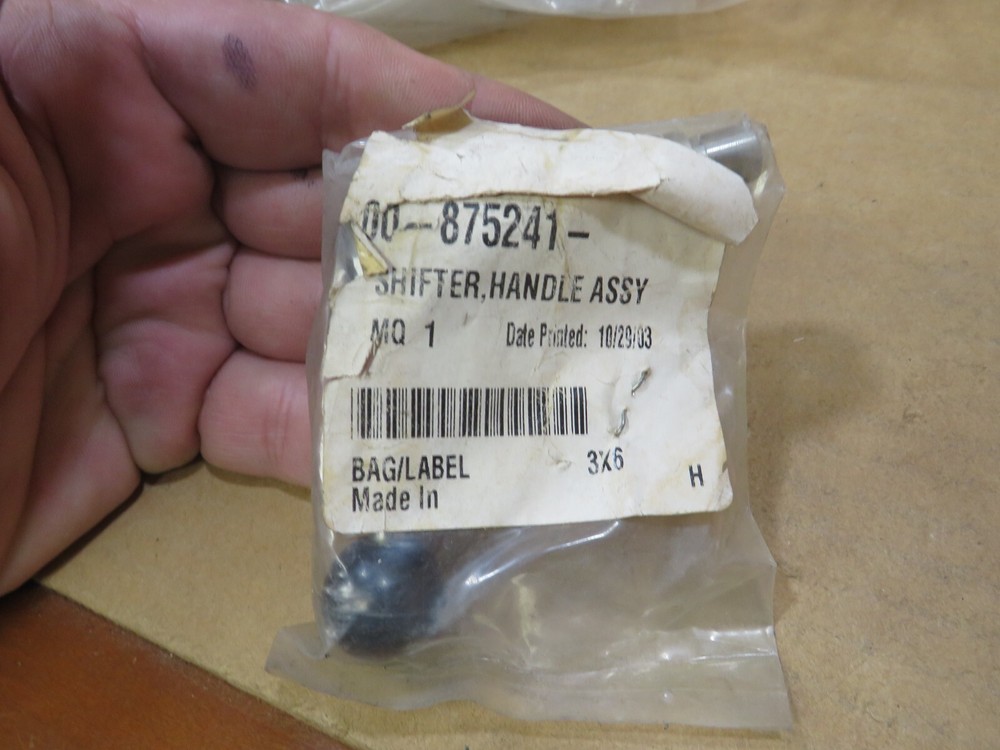 00-875241-
SHIFTER,HANDLE ASSY
MQ 1 Date Printed: 10/29/03
BAG/LABEL 3X6
Made In H